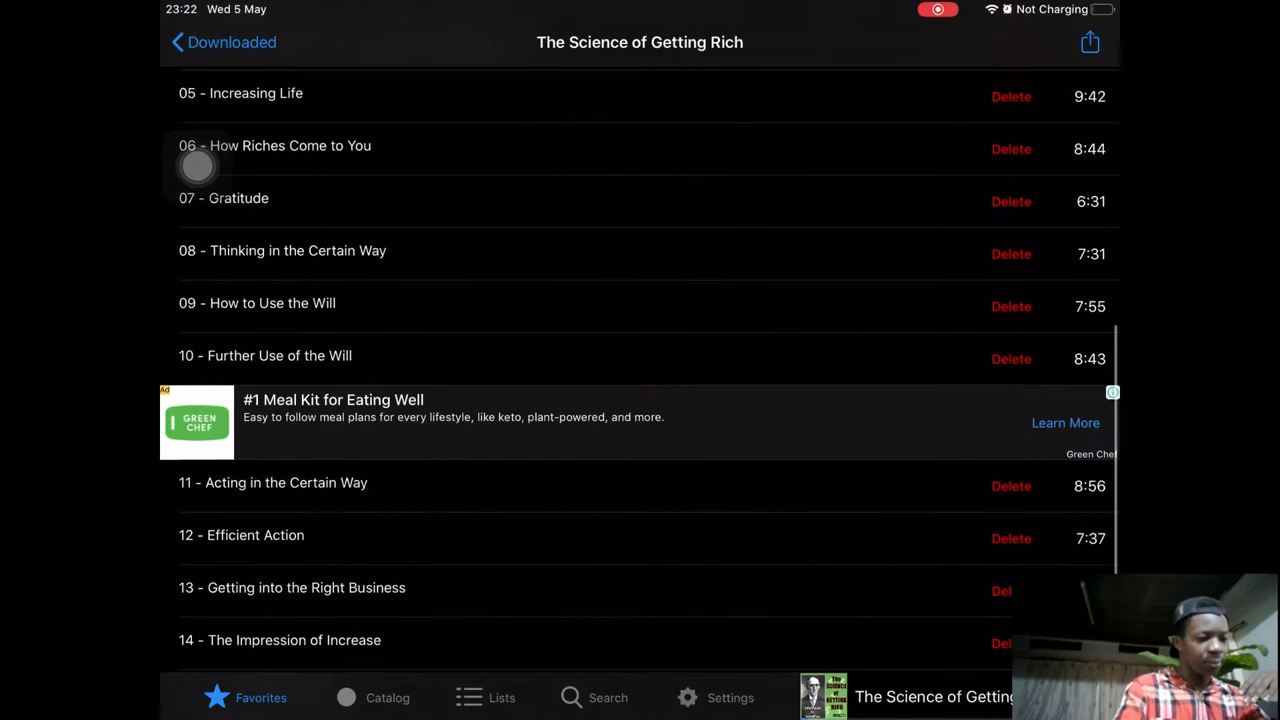 23:22 Wed 5 May
Not Charging
Downloaded
The Science of Getting Rich
05 - Increasing Life Delete 9:42
06 - How Riches Come to You Delete 8:44
07 - Gratitude Delete 6:31
08 - Thinking in the Certain Way Delete 7:31
09 - How to Use the Will Delete 7:55
10 - Further Use of the Will Delete 8:43
Ad
GREEN
CHEF
#1 Meal Kit for Eating Well
Easy to follow meal plans for every lifestyle, like keto, plant-powered, and more.
Learn More
Green Chef
11 - Acting in the Certain Way Delete 8:56
12 - Efficient Action Delete 7:37
13 - Getting into the Right Business Del
14 - The Impression of Increase Del
Favorites Catalog Lists Search Settings
THE
SCIENCE
OF
GETTING
RICH
The Science of Getting